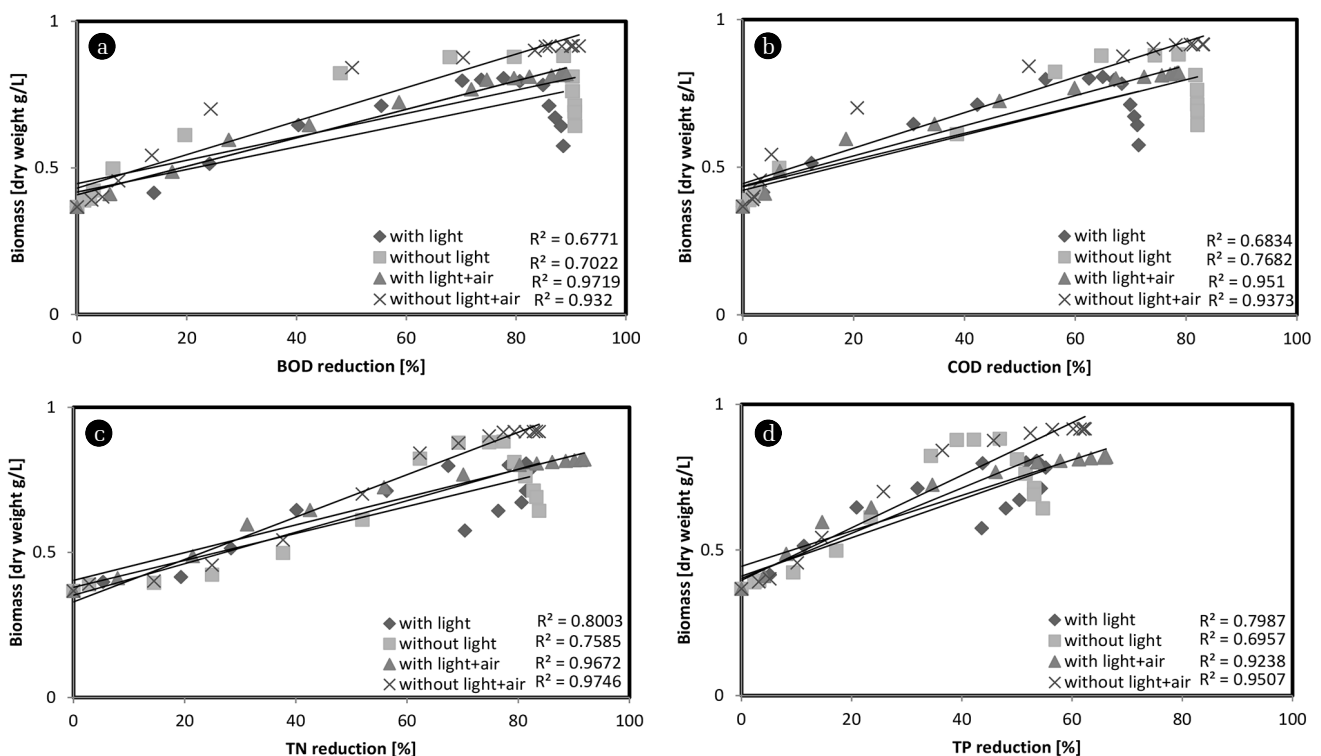 a
1
0.5
0
Biomass [dry weight g/L]
with light R² = 0.6771
without light R² = 0.7022
with light+air R² = 0.9719
without light+air R² = 0.932
0 20 40 60 80 100
BOD reduction [%]
b
1
0.5
0
Biomass [dry weight g/L]
with light R² = 0.6834
without light R² = 0.7682
with light+air R² = 0.951
without light+air R² = 0.9373
0 20 40 60 80 100
COD reduction [%]
c
1
0.5
0
Biomass [dry weight g/L]
with light R² = 0.8003
without light R² = 0.7585
with light+air R² = 0.9672
without light+air R² = 0.9746
0 20 40 60 80 100
TN reduction [%]
d
1
0.5
0
Biomass [dry weight g/L]
with light R² = 0.7987
without light R² = 0.6957
with light+air R² = 0.9238
without light+air R² = 0.9507
0 20 40 60 80 100
TP reduction [%]